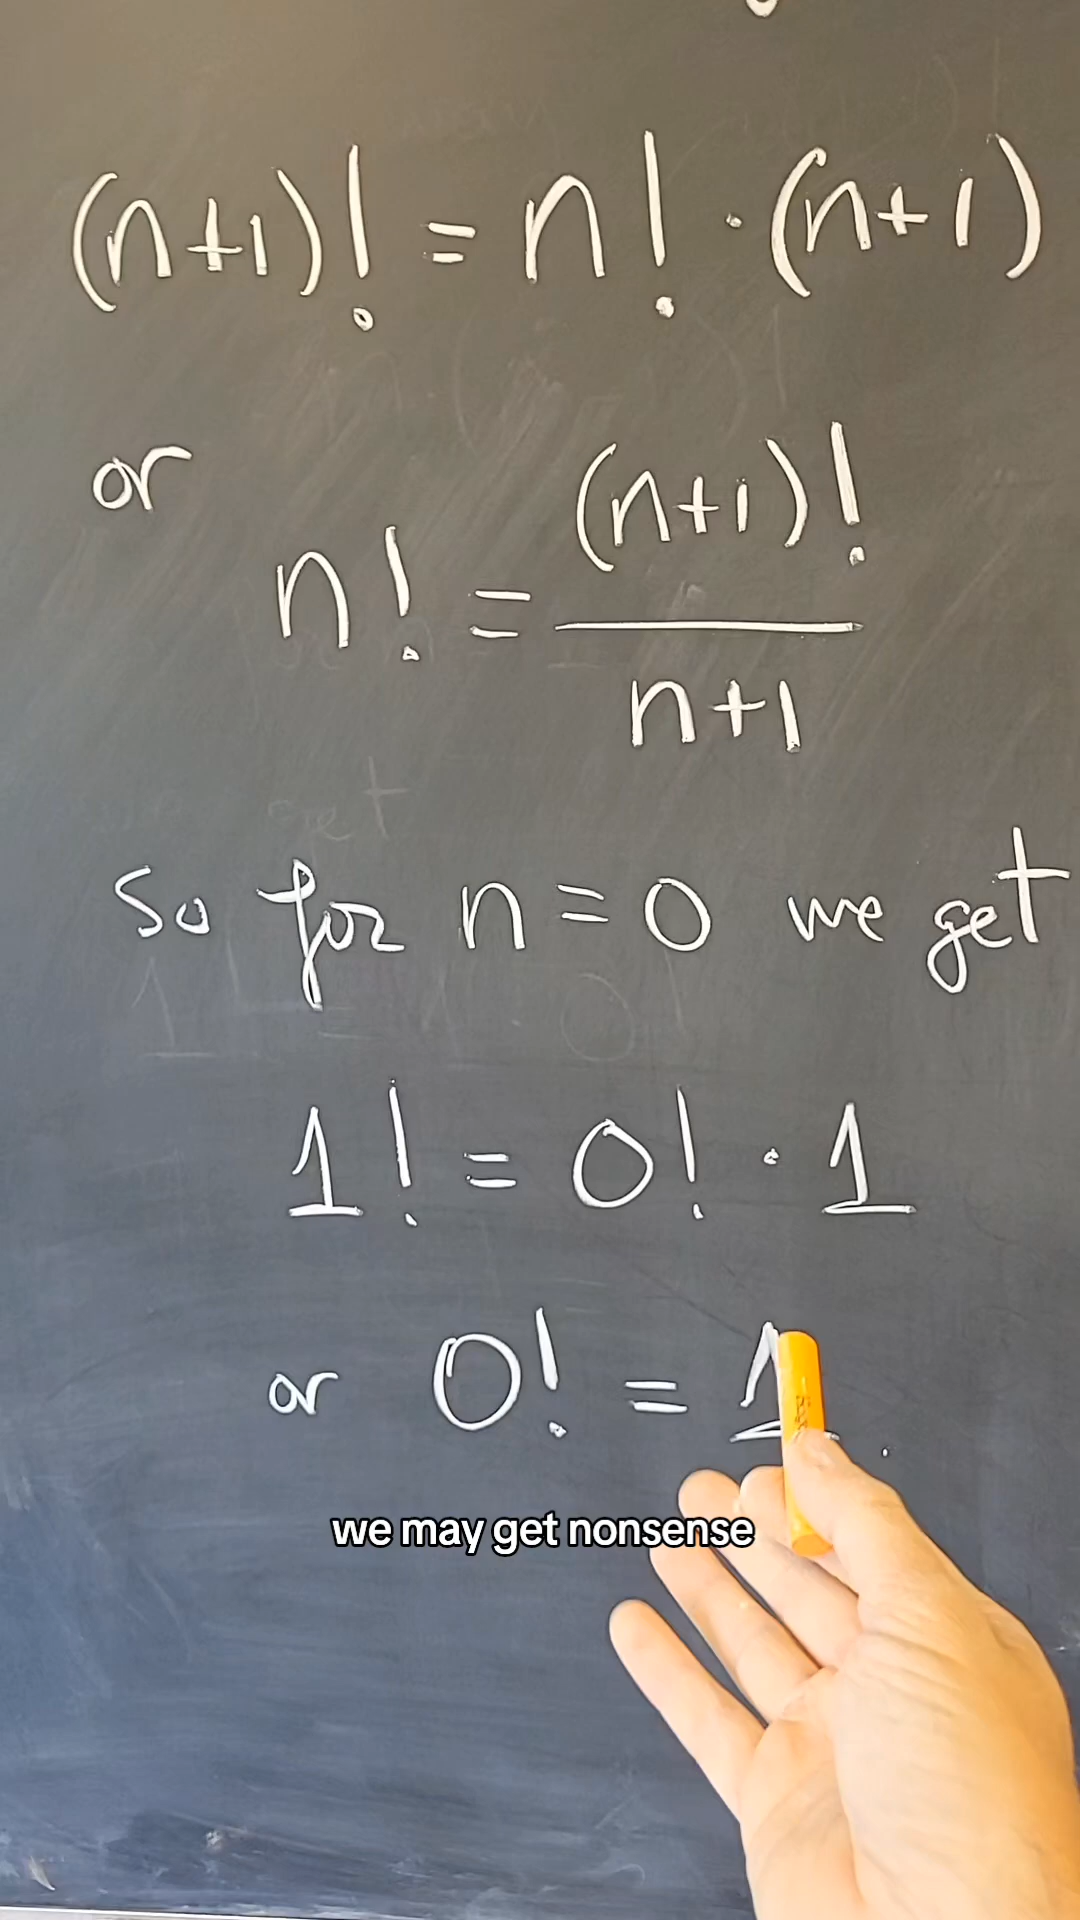 (n+1)! = n! · (n+1)
or
n! = (n+1)! / n+1
So for n = 0 we get
1! = 0! · 1
or 0! = 1
we may get nonsense